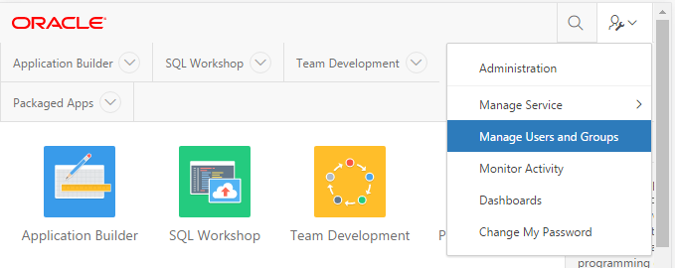 ORACLE
Application Builder
SQL Workshop
Team Development
Packaged Apps
Administration
Manage Service
Manage Users and Groups
Monitor Activity
Dashboards
Change My Password
Application Builder
SQL Workshop
Team Development
programming